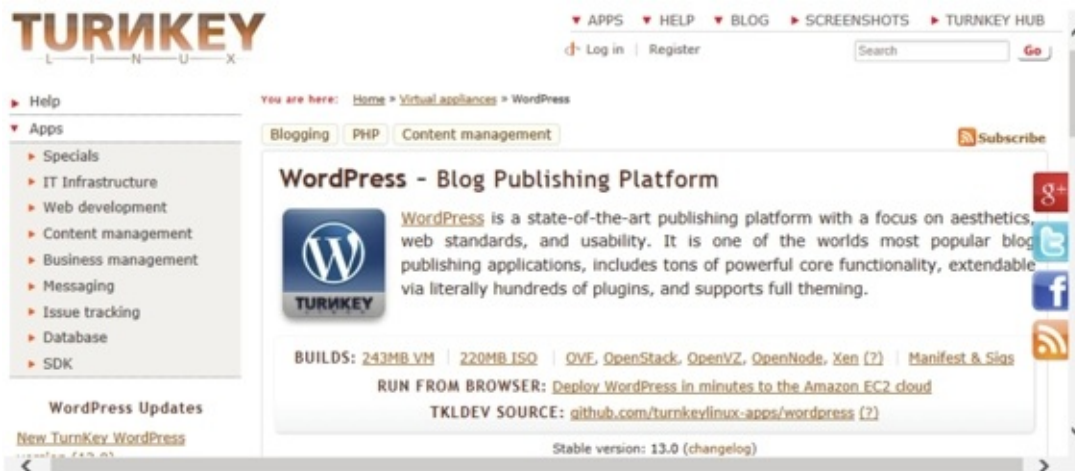 TURNKEY
LINUX
APPS HELP BLOG SCREENSHOTS TURNKEY HUB
Log in | Register
Search
Go
Help
Apps
Specials
IT Infrastructure
Web development
Content management
Business management
Messaging
Issue tracking
Database
SDK
WordPress Updates
New TurnKey WordPress
You are here: Home » Virtual appliances » WordPress
Blogging PHP Content management
Subscribe
WordPress – Blog Publishing Platform
W
TURNKEY
WordPress is a state-of-the-art publishing platform with a focus on aesthetics,
web standards, and usability. It is one of the worlds most popular blog
publishing applications, includes tons of powerful core functionality, extendable
via literally hundreds of plugins, and supports full theming.
g+
f
BUILDS: 243MB VM | 220MB ISO | OVF, OpenStack, OpenVZ, OpenNode, Xen (?) | Manifest & Sigs
RUN FROM BROWSER: Deploy WordPress in minutes to the Amazon EC2 cloud
TKLDEV SOURCE: github.com/turnkeylinux-apps/wordpress (?)
Stable version: 13.0 (changelog)